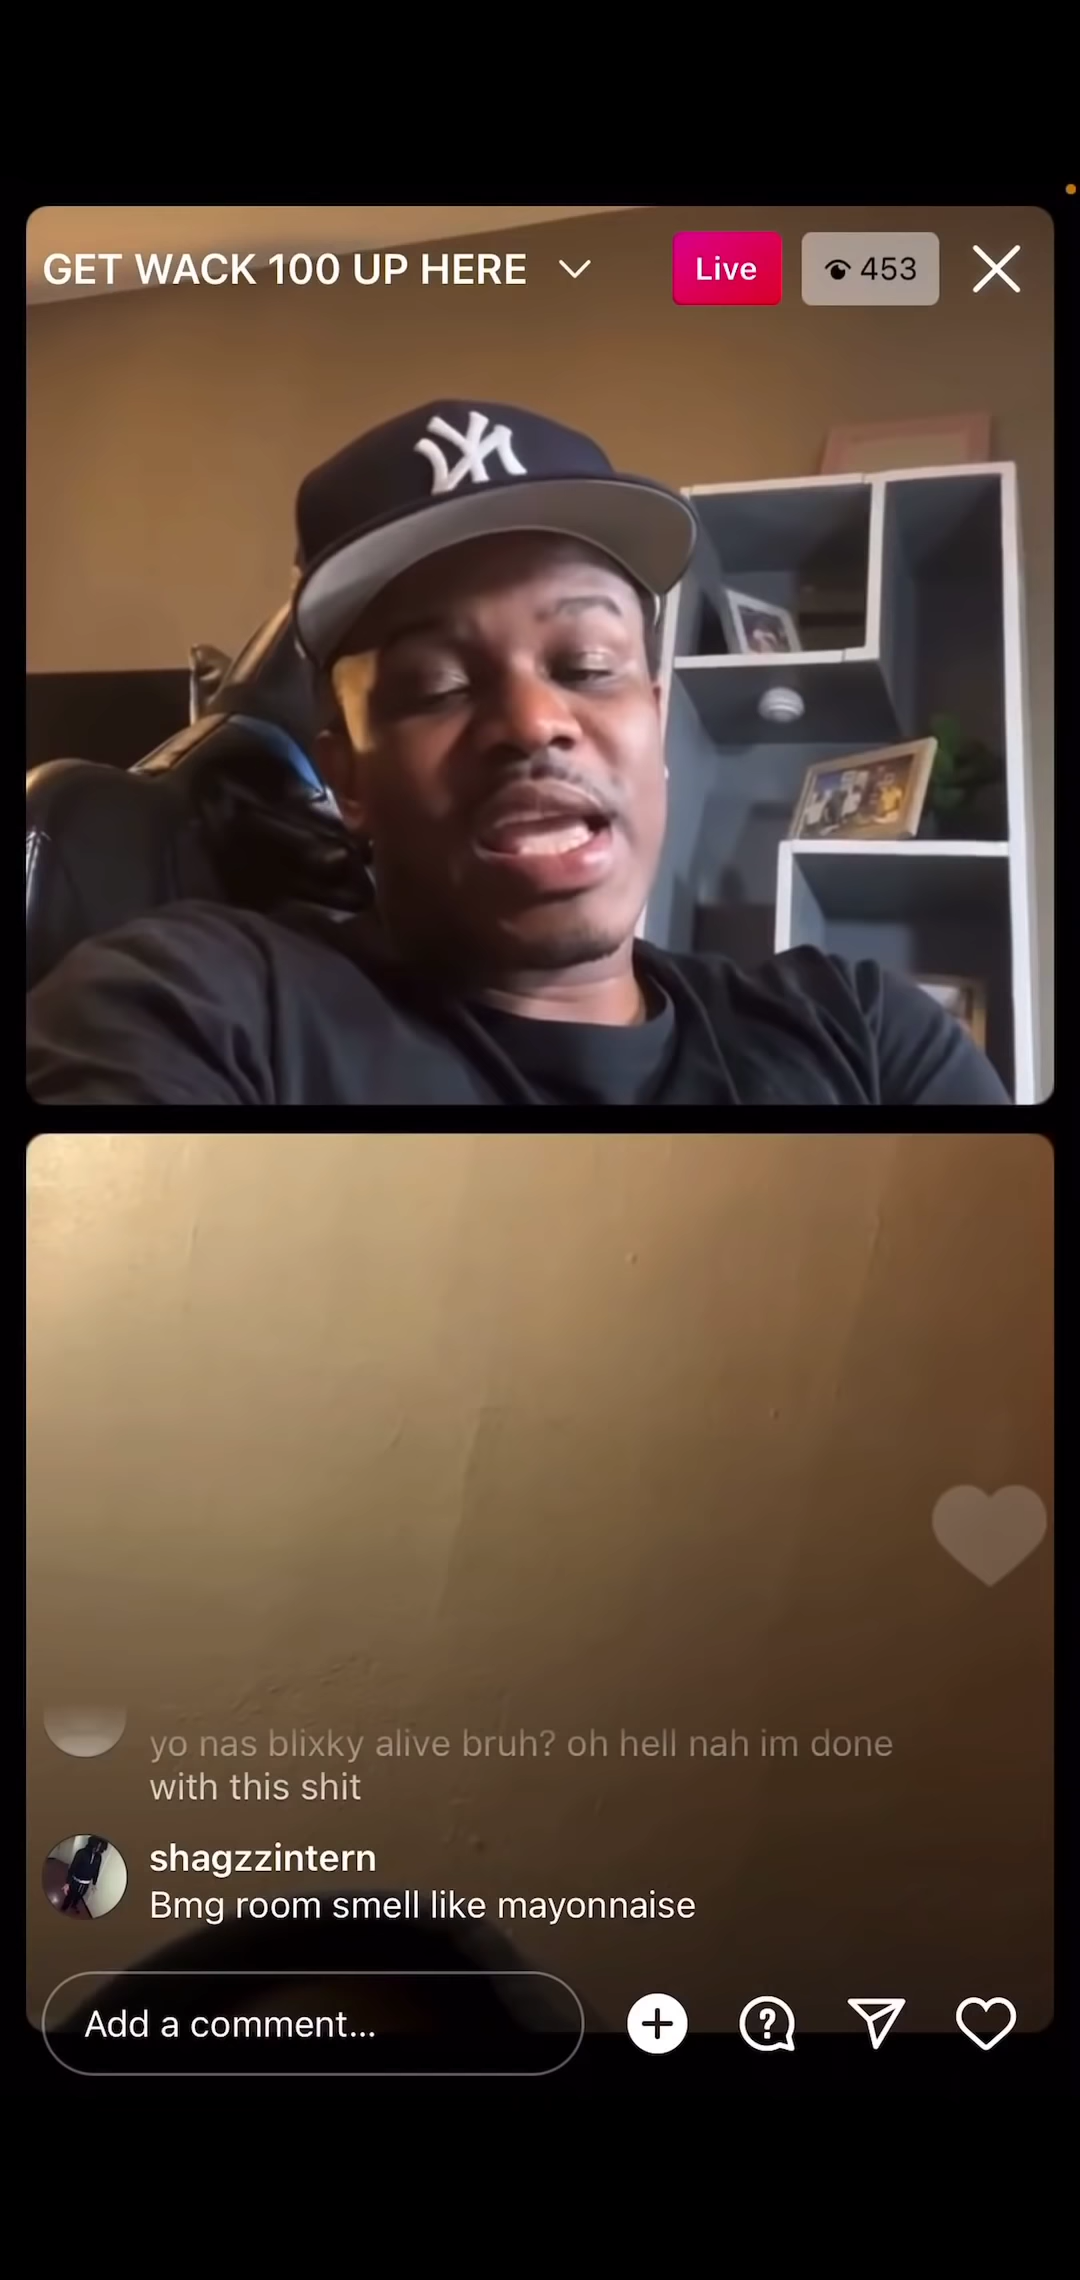 GET WACK 100 UP HERE
Live
453
NY
yo nas blixky alive bruh? oh hell nah im done
with this shit
shagzzintern
Bmg room smell like mayonnaise
Add a comment...